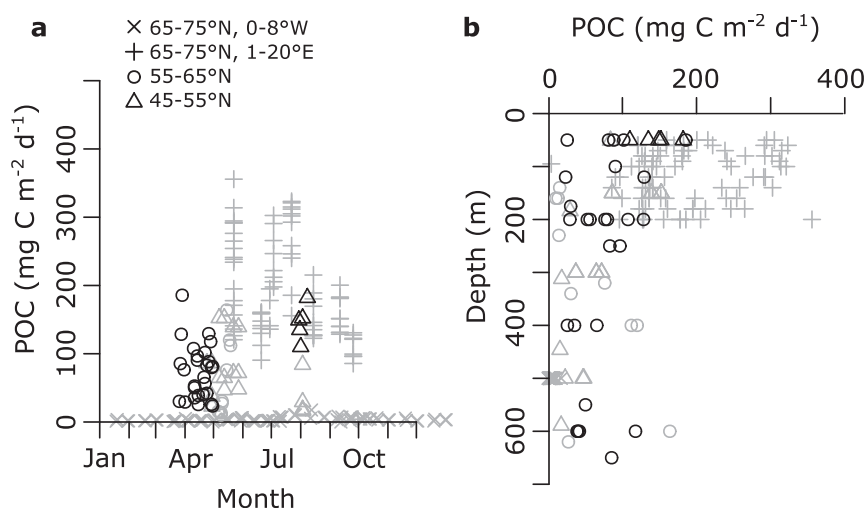 a
× 65-75°N, 0-8°W
+ 65-75°N, 1-20°E
○ 55-65°N
△ 45-55°N
POC (mg C m⁻² d⁻¹)
400
300
200
100
0
Jan Apr Jul Oct
Month
b
POC (mg C m⁻² d⁻¹)
0 200 400
Depth (m)
0
200
400
600